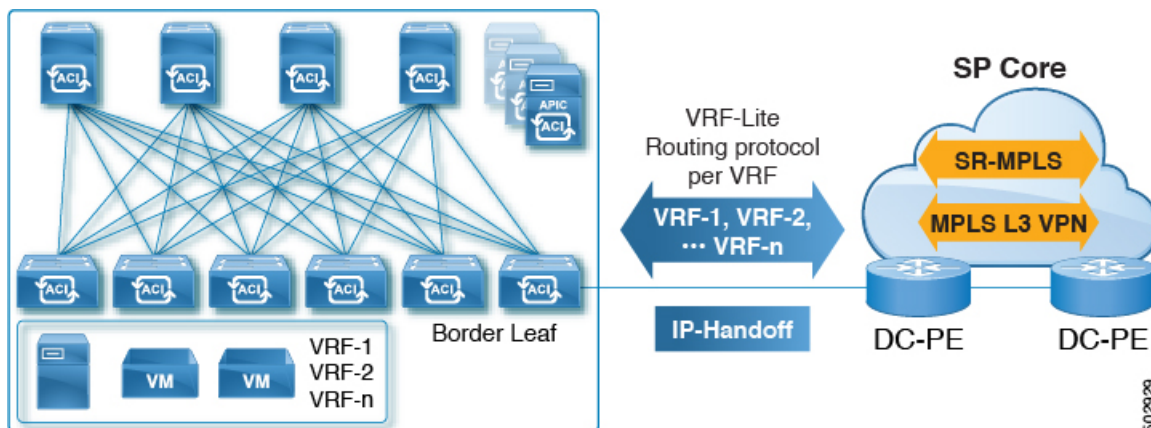 ACI
ACI
ACI
ACI
APIC
ACI
ACI
ACI
ACI
ACI
ACI
ACI
Border Leaf
VM
VM
VRF-1
VRF-2
VRF-n
VRF-Lite
Routing protocol
per VRF
VRF-1, VRF-2,
... VRF-n
IP-Handoff
SP Core
SR-MPLS
MPLS L3 VPN
DC-PE
DC-PE
502929